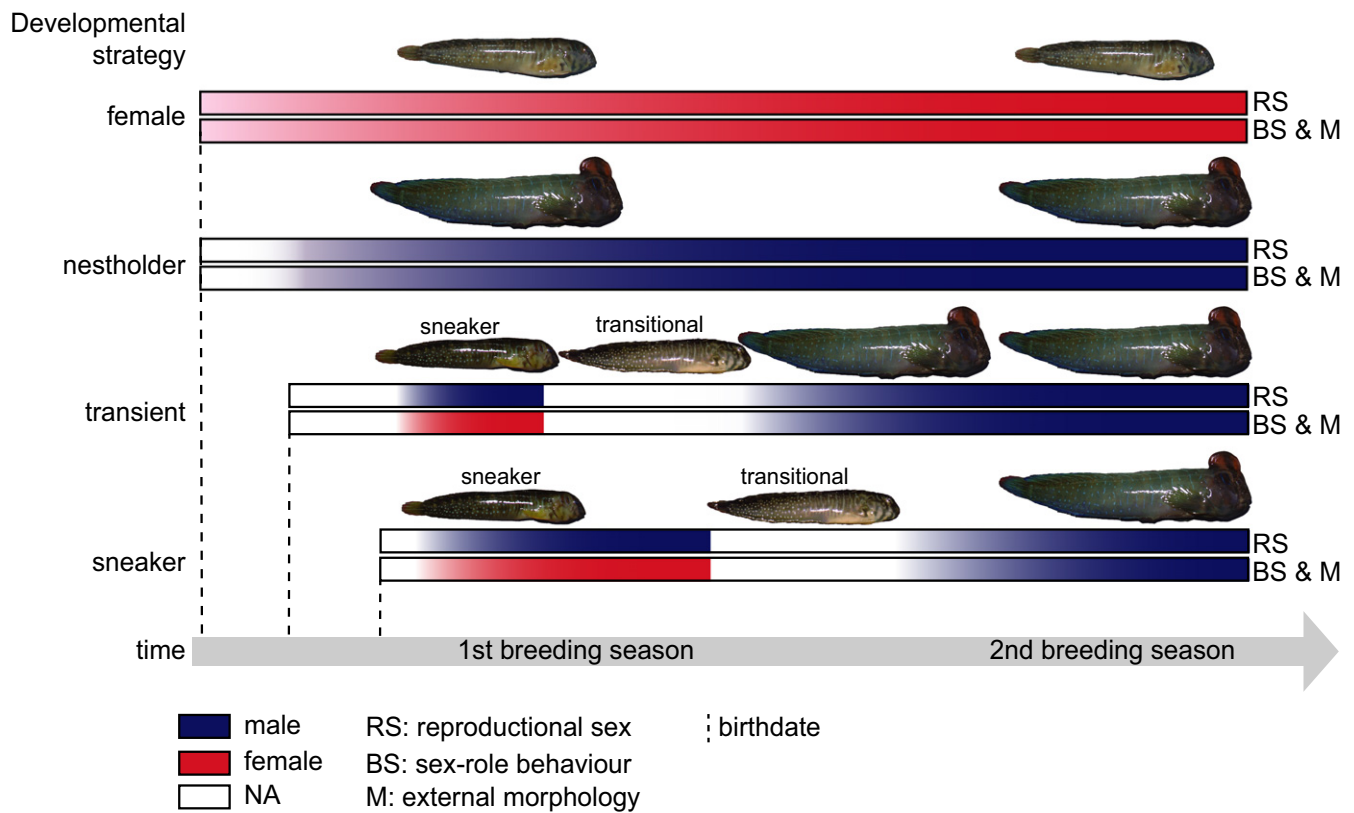 Developmental
strategy
female
RS
BS & M
nestholder
RS
BS & M
sneaker
transitional
transient
RS
BS & M
sneaker
transitional
sneaker
RS
BS & M
time
1st breeding season
2nd breeding season
male
RS: reproductional sex
birthdate
female
BS: sex-role behaviour
NA
M: external morphology